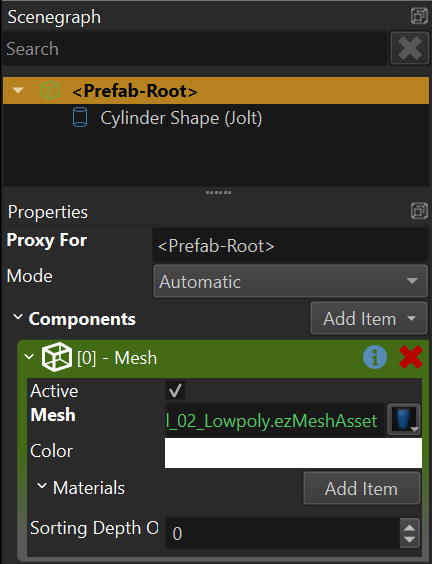 Scenegraph
Search
<Prefab-Root>
Cylinder Shape (Jolt)
Properties
Proxy For <Prefab-Root>
Mode Automatic
Components Add Item
[0] - Mesh
Active
Mesh l_02_Lowpoly.ezMeshAsset
Color
Materials Add Item
Sorting Depth O 0